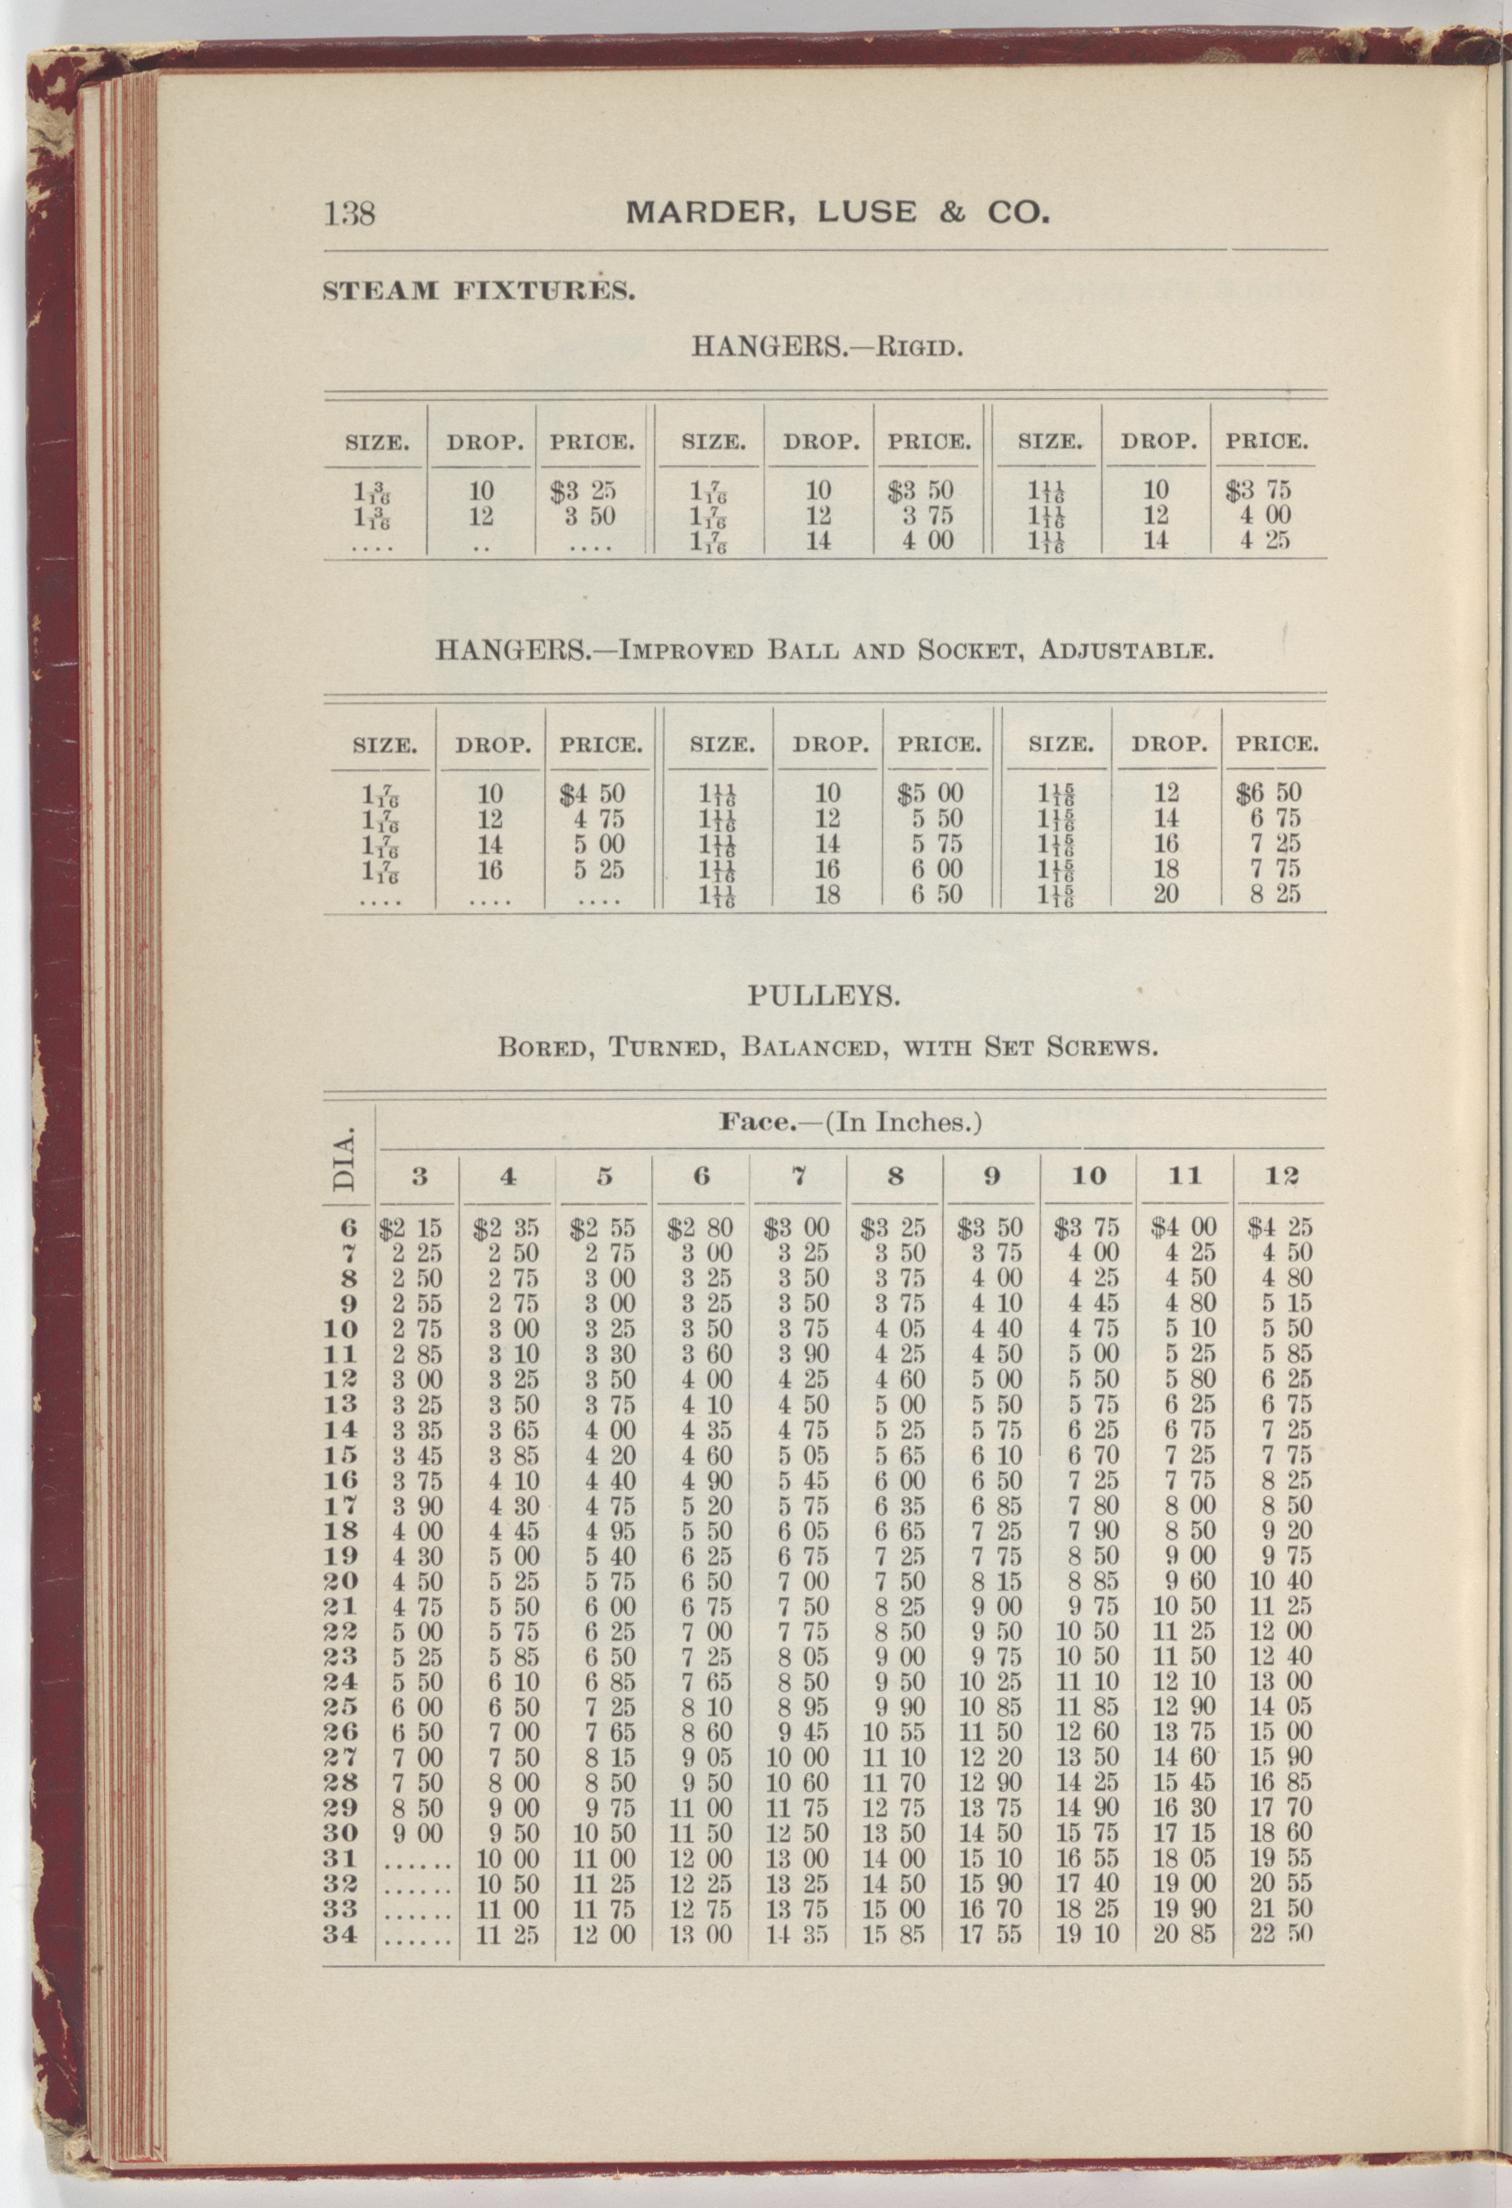 138 MARDER, LUSE & CO.
STEAM FIXTURES.
HANGERS.—RIGID.
SIZE. DROP. PRICE. SIZE. DROP. PRICE. SIZE. DROP. PRICE.
1 3/16 10 $3 25 1 7/16 10 $3 50 1 11/16 10 $3 75
1 3/16 12 3 50 1 7/16 12 3 75 1 11/16 12 4 00
.... .. .... 1 7/16 14 4 00 1 11/16 14 4 25
HANGERS.—IMPROVED BALL AND SOCKET, ADJUSTABLE.
SIZE. DROP. PRICE. SIZE. DROP. PRICE. SIZE. DROP. PRICE.
1 7/16 10 $4 50 1 11/16 10 $5 00 1 15/16 12 $6 50
1 7/16 12 4 75 1 11/16 12 5 50 1 15/16 14 6 75
1 7/16 14 5 00 1 11/16 14 5 75 1 15/16 16 7 25
1 7/16 16 5 25 1 11/16 16 6 00 1 15/16 18 7 75
.... .... .... 1 11/16 18 6 50 1 15/16 20 8 25
PULLEYS.
BORED, TURNED, BALANCED, WITH SET SCREWS.
DIA. Face.—(In Inches.)
3 4 5 6 7 8 9 10 11 12
6 $2 15 $2 35 $2 55 $2 80 $3 00 $3 25 $3 50 $3 75 $4 00 $4 25
7 2 25 2 50 2 75 3 00 3 25 3 50 3 75 4 00 4 25 4 50
8 2 50 2 75 3 00 3 25 3 50 3 75 4 00 4 25 4 50 4 80
9 2 55 2 75 3 00 3 25 3 50 3 75 4 10 4 45 4 80 5 15
10 2 75 3 00 3 25 3 50 3 75 4 05 4 40 4 75 5 10 5 50
11 2 85 3 10 3 30 3 60 3 90 4 25 4 50 5 00 5 25 5 85
12 3 00 3 25 3 50 4 00 4 25 4 60 5 00 5 50 5 80 6 25
13 3 25 3 50 3 75 4 10 4 50 5 00 5 50 5 75 6 25 6 75
14 3 35 3 65 4 00 4 35 4 75 5 25 5 75 6 25 6 75 7 25
15 3 45 3 85 4 20 4 60 5 05 5 65 6 10 6 70 7 25 7 75
16 3 75 4 10 4 40 4 90 5 45 6 00 6 50 7 25 7 75 8 25
17 3 90 4 30 4 75 5 20 5 75 6 35 6 85 7 80 8 00 8 50
18 4 00 4 45 4 95 5 50 6 05 6 65 7 25 7 90 8 50 9 20
19 4 30 5 00 5 40 6 25 6 75 7 25 7 75 8 50 9 00 9 75
20 4 50 5 25 5 75 6 50 7 00 7 50 8 15 8 85 9 60 10 40
21 4 75 5 50 6 00 6 75 7 50 8 25 9 00 9 75 10 50 11 25
22 5 00 5 75 6 25 7 00 7 75 8 50 9 50 10 50 11 25 12 00
23 5 25 5 85 6 50 7 25 8 05 9 00 9 75 10 50 11 50 12 40
24 5 50 6 10 6 85 7 65 8 50 9 50 10 25 11 10 12 10 13 00
25 6 00 6 50 7 25 8 10 8 95 9 90 10 85 11 85 12 90 14 05
26 6 50 7 00 7 65 8 60 9 45 10 55 11 50 12 60 13 75 15 00
27 7 00 7 50 8 15 9 05 10 00 11 10 12 20 13 50 14 60 15 90
28 7 50 8 00 8 50 9 50 10 60 11 70 12 90 14 25 15 45 16 85
29 8 50 9 00 9 75 11 00 11 75 12 75 13 75 14 90 16 30 17 70
30 9 00 9 50 10 50 11 50 12 50 13 50 14 50 15 75 17 15 18 60
31 ...... 10 00 11 00 12 00 13 00 14 00 15 10 16 55 18 05 19 55
32 ...... 10 50 11 25 12 25 13 25 14 50 15 90 17 40 19 00 20 55
33 ...... 11 00 11 75 12 75 13 75 15 00 16 70 18 25 19 90 21 50
34 ...... 11 25 12 00 13 00 14 35 15 85 17 55 19 10 20 85 22 50